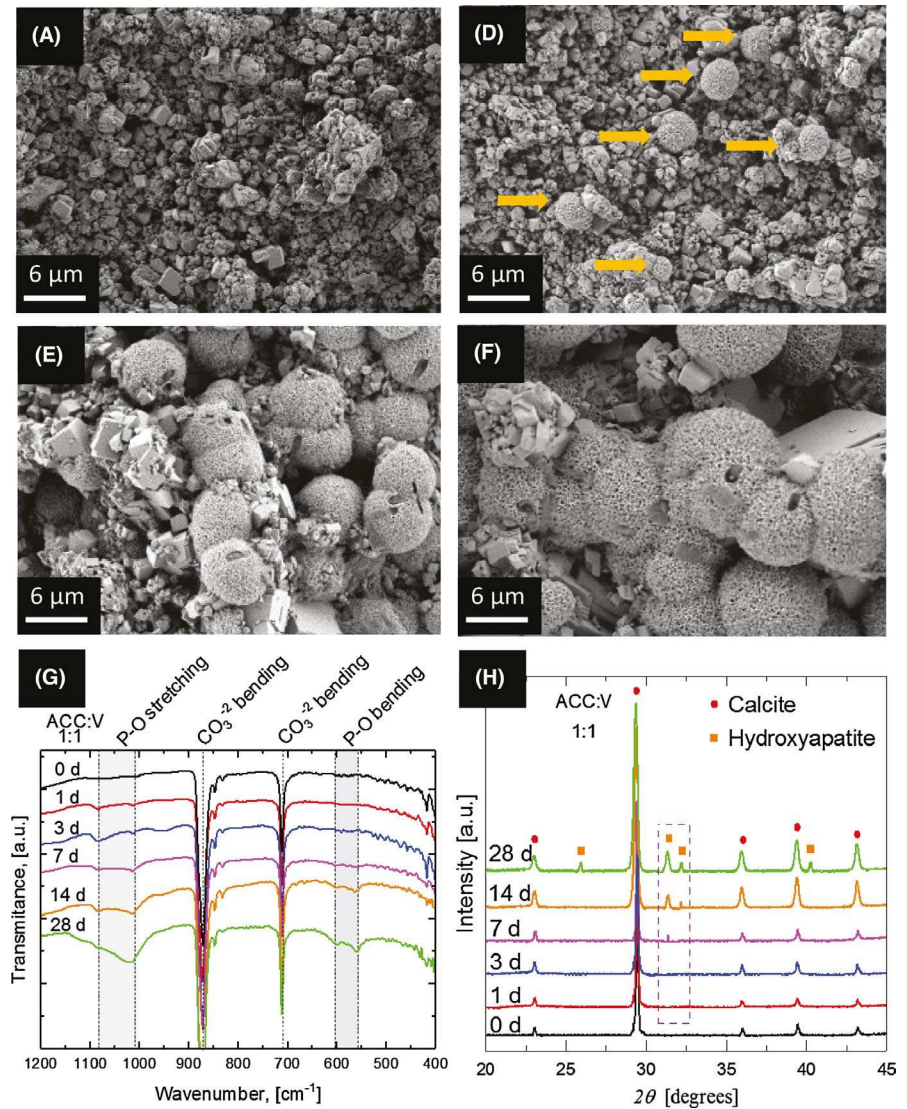 (A)
6 µm
(D)
6 µm
(E)
6 µm
(F)
6 µm
(G)
P-O stretching
CO₃⁻² bending
CO₃⁻² bending
P-O bending
ACC:V
1:1
0 d
1 d
3 d
7 d
14 d
28 d
Transmitance, [a.u.]
1200 1100 1000 900 800 700 600 500 400
Wavenumber, [cm⁻¹]
(H)
ACC:V
1:1
Calcite
Hydroxyapatite
28 d
14 d
7 d
3 d
1 d
0 d
Intensity [a.u.]
20 25 30 35 40 45
2θ [degrees]